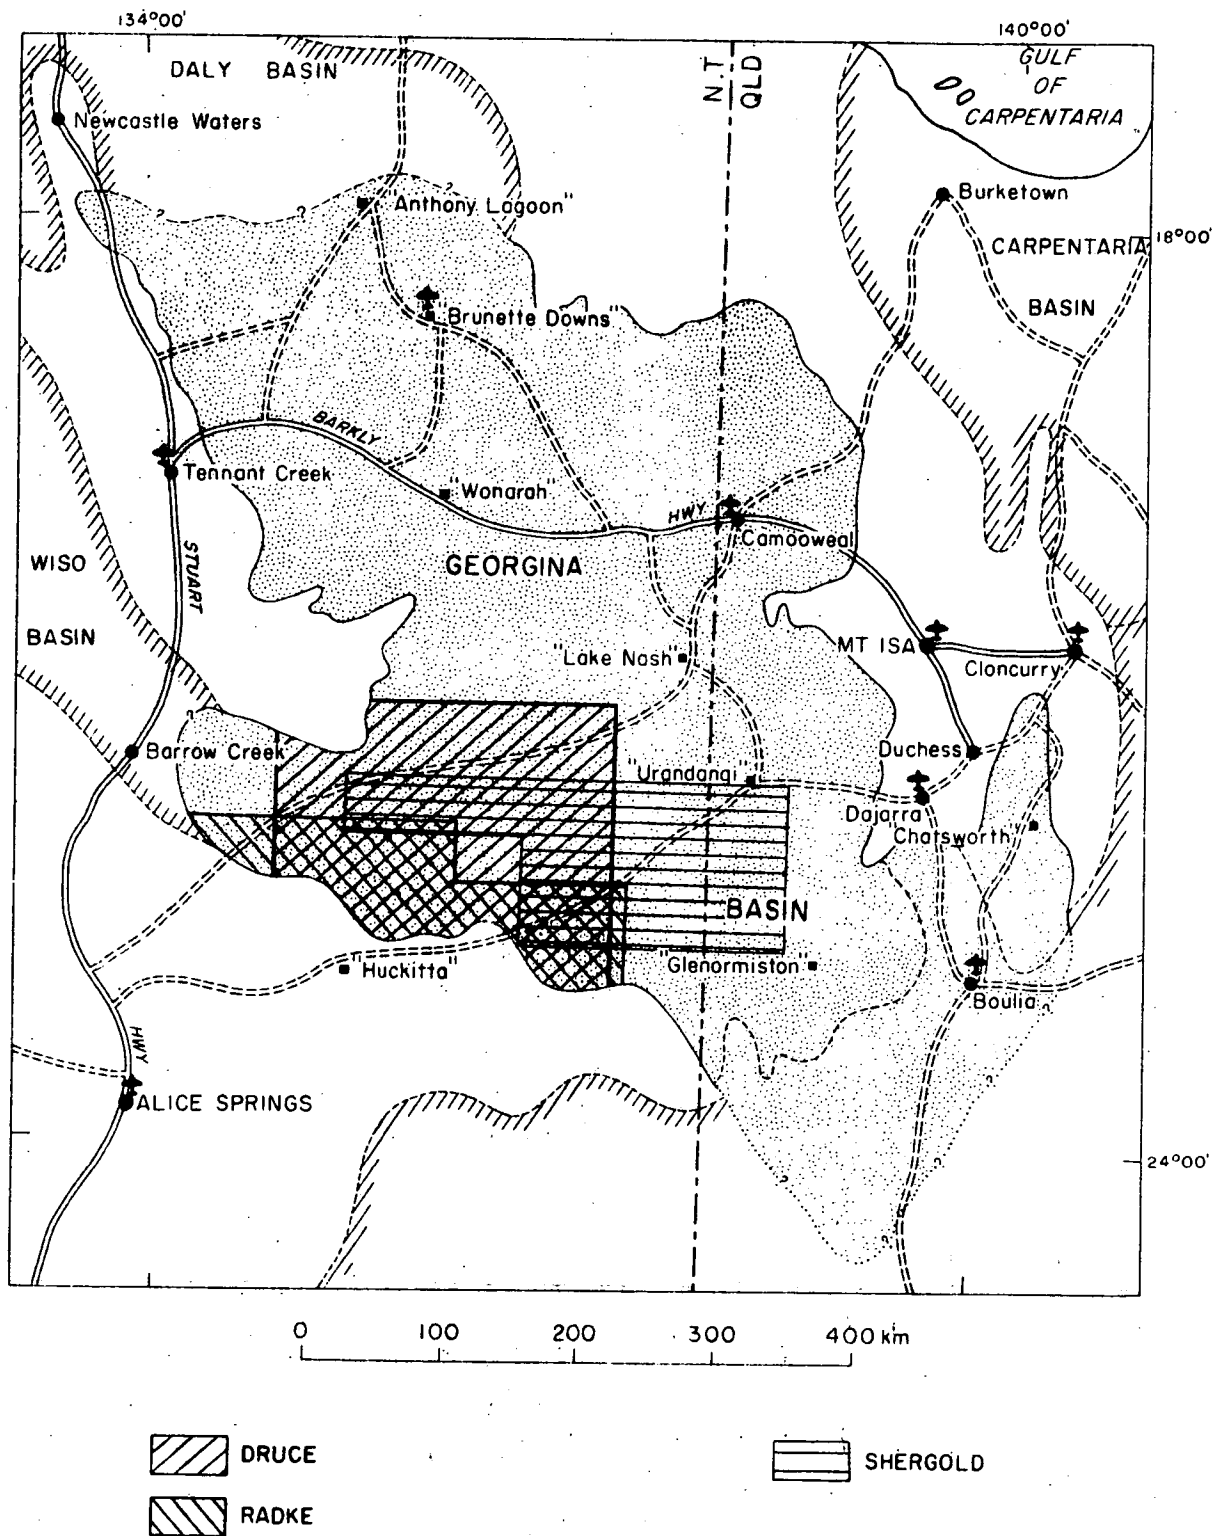 134°00'
140°00'
DALY BASIN
N.T
QLD
GULF
OF
CARPENTARIA
Newcastle Waters
"Anthony Lagoon"
Burketown
CARPENTARIA
18°00'
BASIN
"Brunette Downs"
BARKLY
Tennant Creek
"Wonarah"
HWY
Camooweal
STUART
WISO
GEORGINA
BASIN
"Lake Nash"
MT ISA
Cloncurry
Barrow Creek
Duchess
"Urandangi"
Dajarra
"Chatsworth"
BASIN
"Huckitta"
"Glenormiston"
Boulia
HWY
ALICE SPRINGS
24°00'
0 100 200 300 400 km
DRUCE
SHERGOLD
RADKE